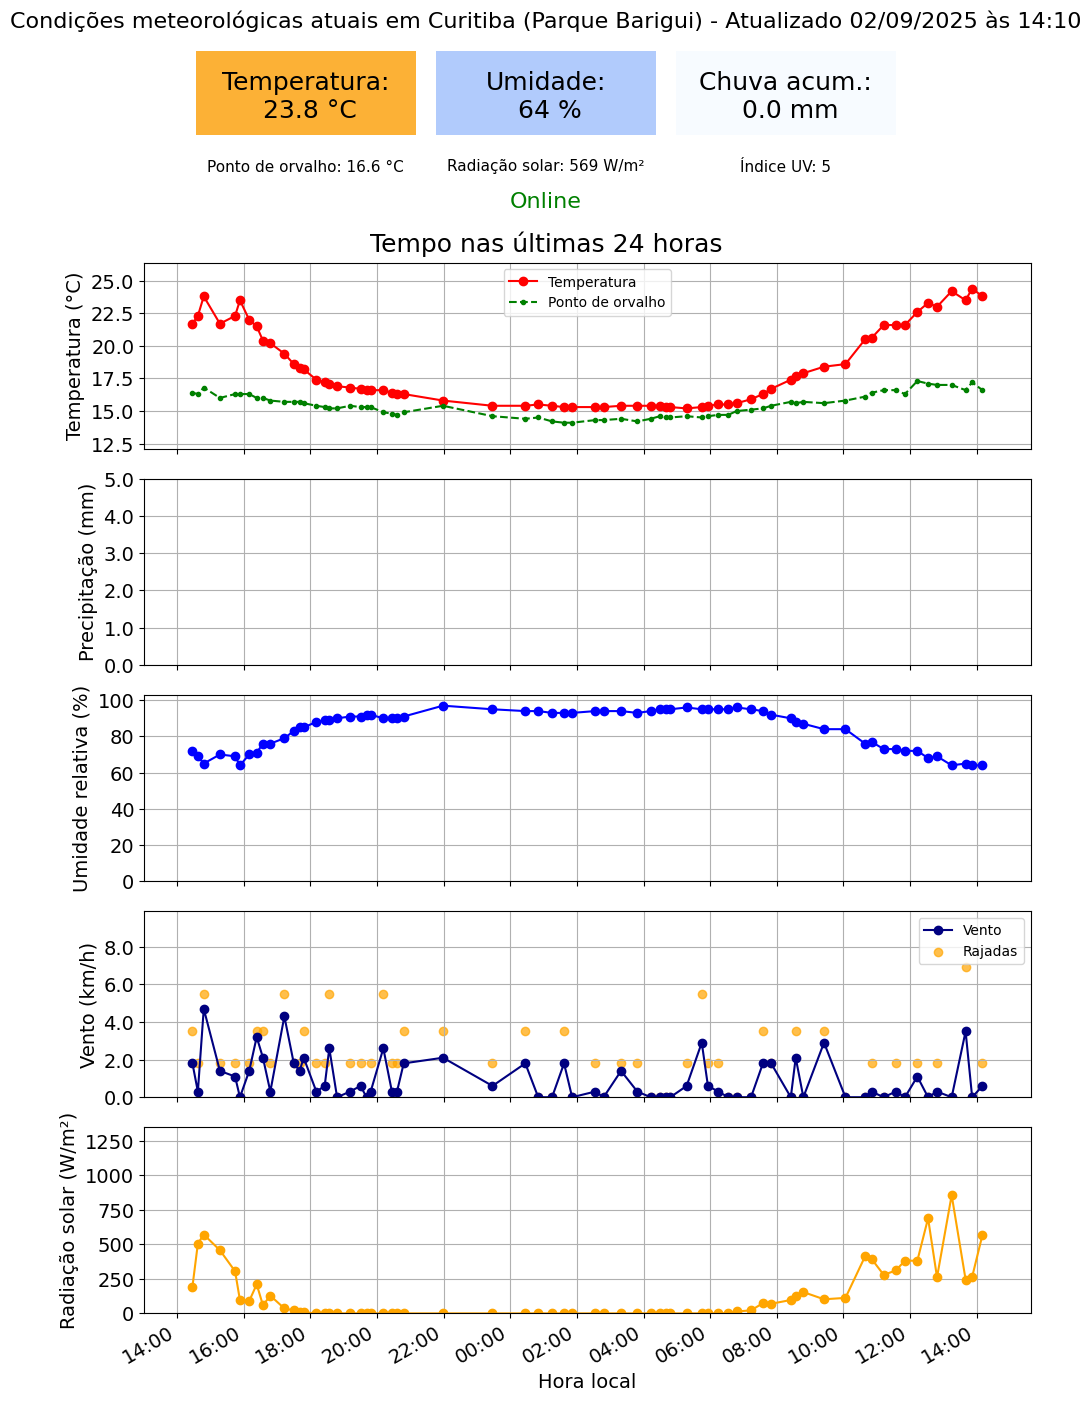 Condições meteorológicas atuais em Curitiba (Parque Barigui) - Atualizado 02/09/2025 às 14:10
Temperatura:
23.8 °C
Umidade:
64 %
Chuva acum.:
0.0 mm
Ponto de orvalho: 16.6 °C
Radiação solar: 569 W/m²
Índice UV: 5
Online
Tempo nas últimas 24 horas
Temperatura (°C)
25.0
22.5
20.0
17.5
15.0
12.5
Temperatura
Ponto de orvalho
Precipitação (mm)
5.0
4.0
3.0
2.0
1.0
0.0
Umidade relativa (%)
100
80
60
40
20
0
Vento (km/h)
8.0
6.0
4.0
2.0
0.0
Vento
Rajadas
Radiação solar (W/m²)
1250
1000
750
500
250
0
14:00
16:00
18:00
20:00
22:00
00:00
02:00
04:00
06:00
08:00
10:00
12:00
14:00
Hora local